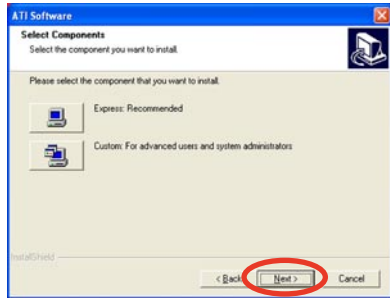 ATI Software
Select Components
Select the component you want to install.
Please select the component that you want to install.
Express: Recommended
Custom: For advanced users and system administrators
InstallShield
< Back
Next >
Cancel